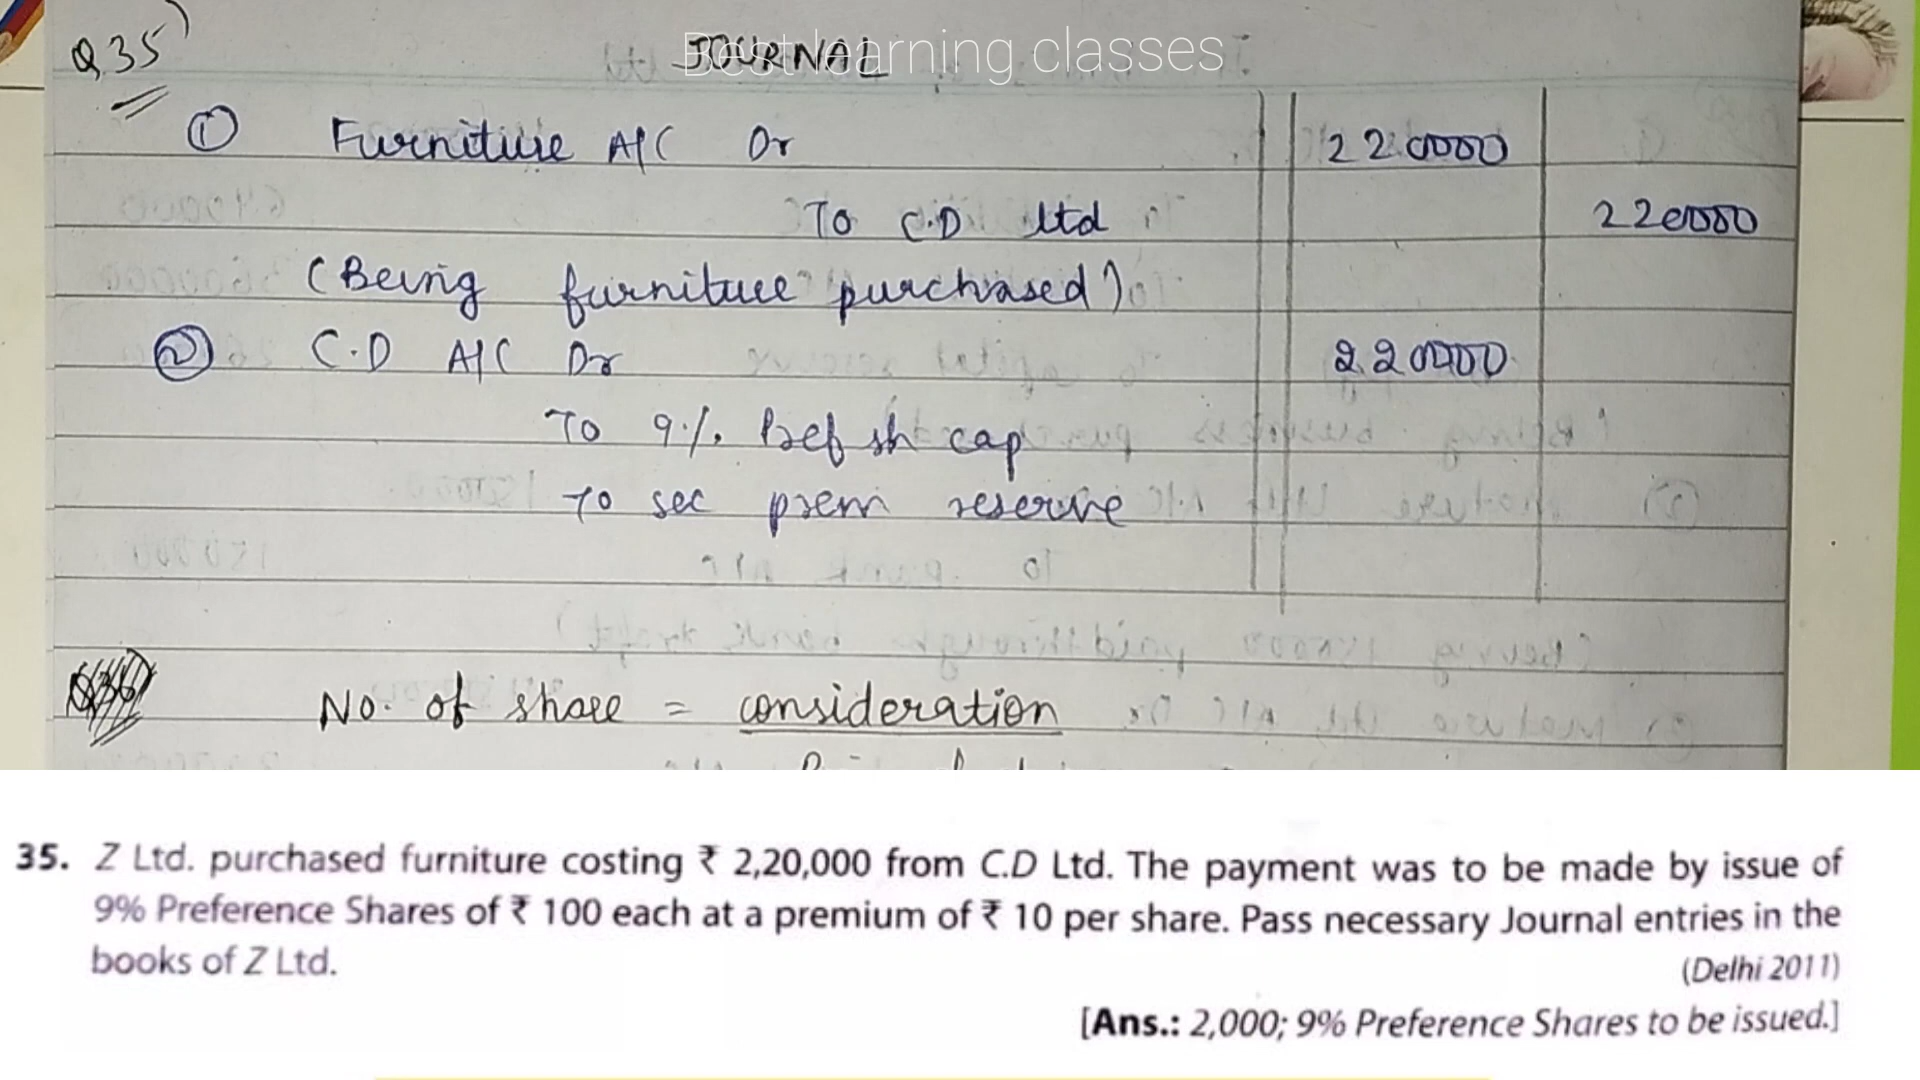 Q35)
JOURNAL
Best learning classes
① Furniture A/C Dr 220000
To C.D ltd 220000
(Being furniture purchased)
② C.D A/C Dr 220000
To 9% Pref sh cap
To sec prem reserve
Q36)
No. of share = consideration
35. Z Ltd. purchased furniture costing ₹ 2,20,000 from C.D Ltd. The payment was to be made by issue of
9% Preference Shares of ₹ 100 each at a premium of ₹ 10 per share. Pass necessary Journal entries in the
books of Z Ltd. (Delhi 2011)
[Ans.: 2,000; 9% Preference Shares to be issued.]